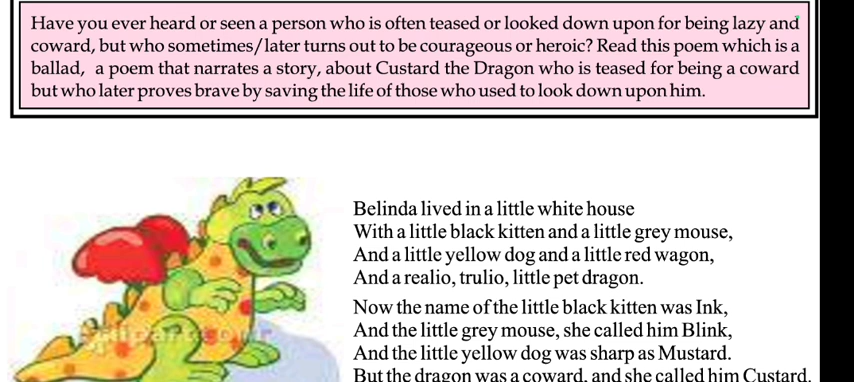 Have you ever heard or seen a person who is often teased or looked down upon for being lazy and
coward, but who sometimes/later turns out to be courageous or heroic? Read this poem which is a
ballad, a poem that narrates a story, about Custard the Dragon who is teased for being a coward
but who later proves brave by saving the life of those who used to look down upon him.
Belinda lived in a little white house
With a little black kitten and a little grey mouse,
And a little yellow dog and a little red wagon,
And a realio, trulio, little pet dragon.
Now the name of the little black kitten was Ink,
And the little grey mouse, she called him Blink,
And the little yellow dog was sharp as Mustard.
But the dragon was a coward, and she called him Custard.